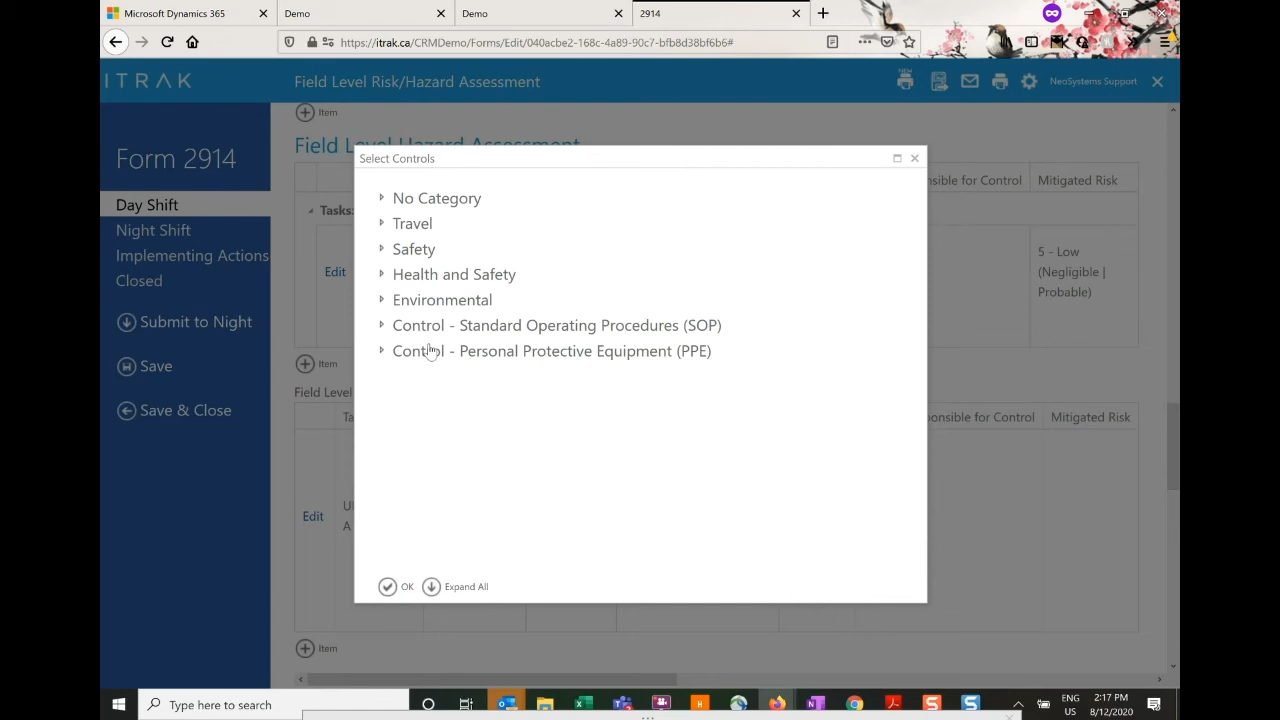 Microsoft Dynamics 365
Demo
Demo
2914
https://itrak.ca/CRMDemo/Forms/Edit/040acbe2-168c-4a89-90c7-bfb8d38bf6b6#
ITRAK
Field Level Risk/Hazard Assessment
NEW
NeoSystems Support
Item
Form 2914
Day Shift
Night Shift
Implementing Actions
Closed
Submit to Night
Save
Save & Close
Field Level Hazard Assessment
nsible for Control
Mitigated Risk
Tasks:
Edit
5 - Low
(Negligible |
Probable)
Item
Field Level
Ta
ponsible for Control
Mitigated Risk
Edit
A
Item
Select Controls
No Category
Travel
Safety
Health and Safety
Environmental
Control - Standard Operating Procedures (SOP)
Control - Personal Protective Equipment (PPE)
OK
Expand All
Type here to search
ENG
US
2:17 PM
8/12/2020